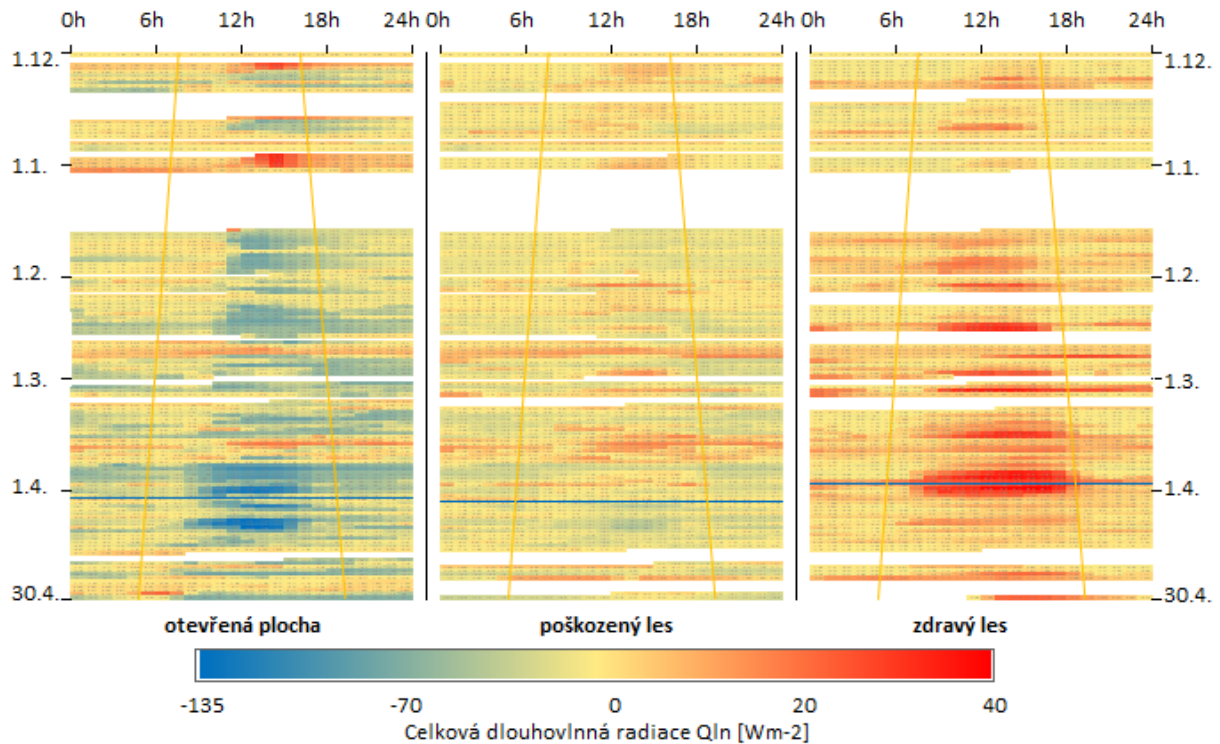 0h 6h 12h 18h 24h 0h 6h 12h 18h 24h 0h 6h 12h 18h 24h
1.12. 1.12.
1.1. 1.1.
1.2. 1.2.
1.3. 1.3.
1.4. 1.4.
30.4. 30.4.
otevřená plocha poškozený les zdravý les
-135 -70 0 20 40
Celková dlouhovlnná radiace Qln [Wm-2]